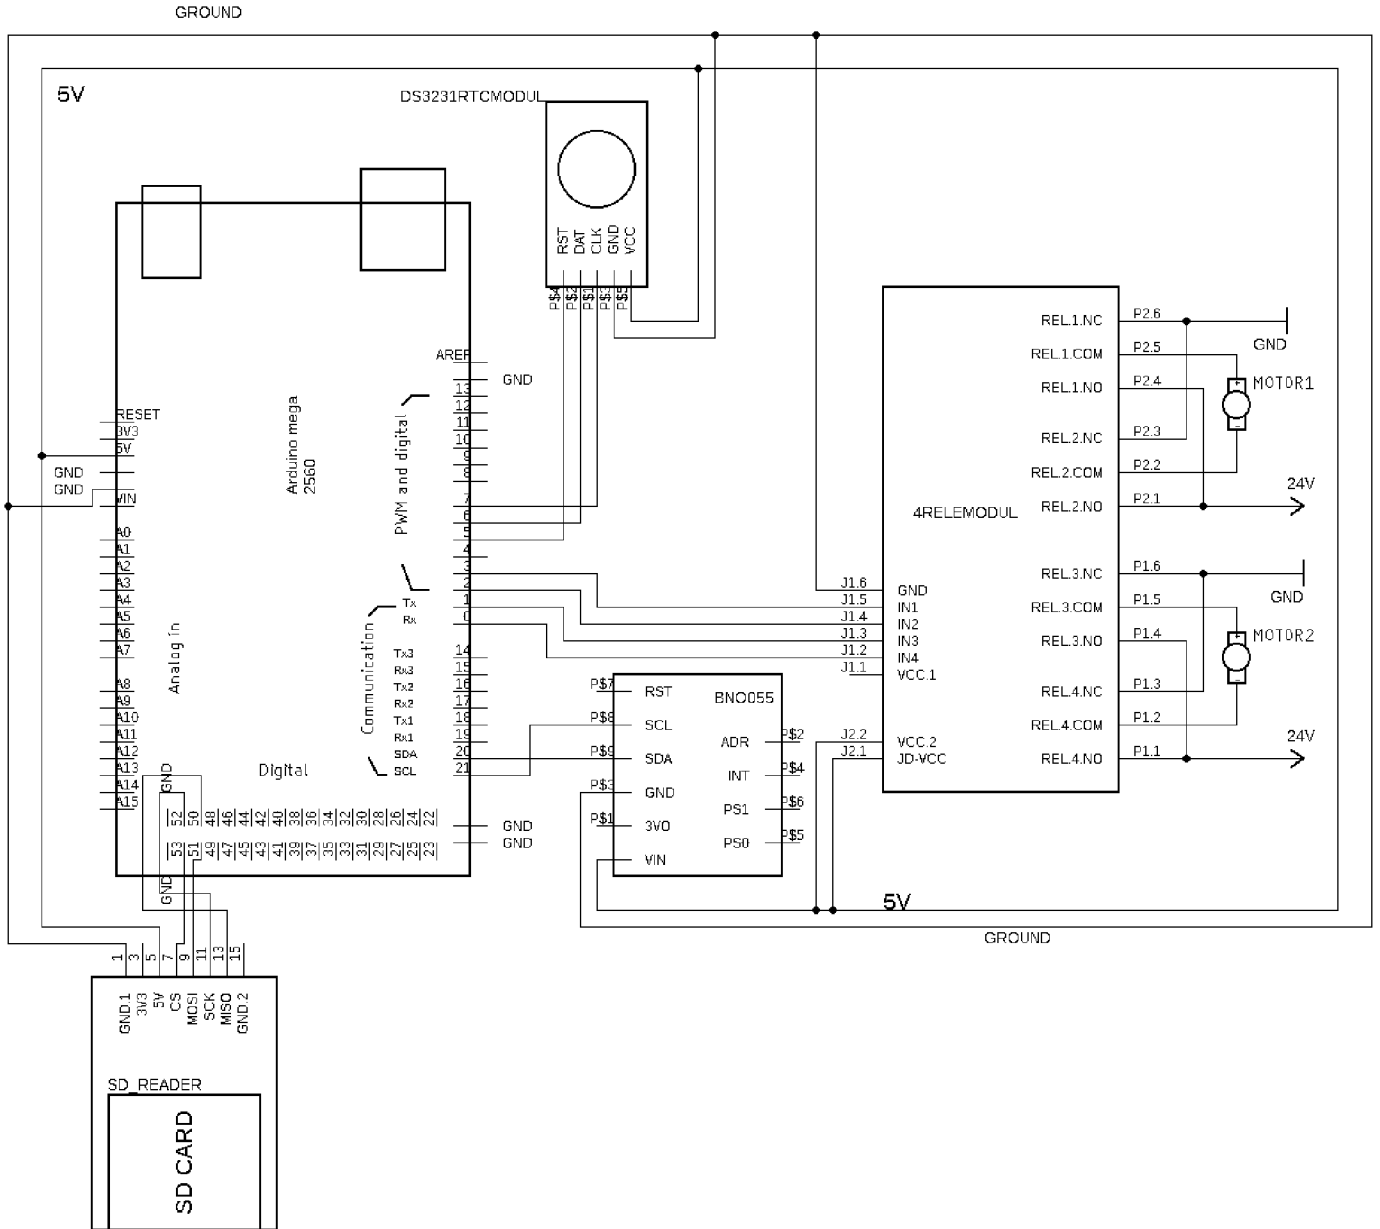 GROUND
5V
DS3231RTCMODUL
RST
DAT
CLK
GND
VCC
P$4
P$2
P$1
P$3
P$5
Arduino mega
2560
RESET
3V3
5V
GND
GND
VIN
A0
A1
A2
A3
A4
A5
A6
A7
A8
A9
A10
A11
A12
A13
A14
A15
Analog in
AREF
GND
13
12
11
10
9
8
7
6
5
4
3
2
1
0
PWM and digital
Tx
Rx
Communication
Tx3
Rx3
Tx2
Rx2
Tx1
Rx1
SDA
SCL
14
15
16
17
18
19
20
21
Digital
GND
52 50 48 46 44 42 40 38 36 34 32 30 28 26 24 22
53 51 49 47 45 43 41 39 37 35 33 31 29 27 25 23
GND
GND
GND
4RELEMODUL
J1.6 GND
J1.5 IN1
J1.4 IN2
J1.3 IN3
J1.2 IN4
J1.1 VCC.1
J2.2 VCC.2
J2.1 JD-VCC
REL.1.NC P2.6
REL.1.COM P2.5
REL.1.NO P2.4
REL.2.NC P2.3
REL.2.COM P2.2
REL.2.NO P2.1
REL.3.NC P1.6
REL.3.COM P1.5
REL.3.NO P1.4
REL.4.NC P1.3
REL.4.COM P1.2
REL.4.NO P1.1
GND
MOTOR1
+
-
24V
GND
MOTOR2
+
-
24V
BNO055
P$7 RST
P$8 SCL
P$9 SDA
P$3 GND
P$1 3VO
VIN
ADR P$2
INT P$4
PS1 P$6
PS0 P$5
5V
GROUND
1 3 5 7 9 11 13 15
GND.1
3V3
5V
CS
MOSI
SCK
MISO
GND.2
SD_READER
SD CARD